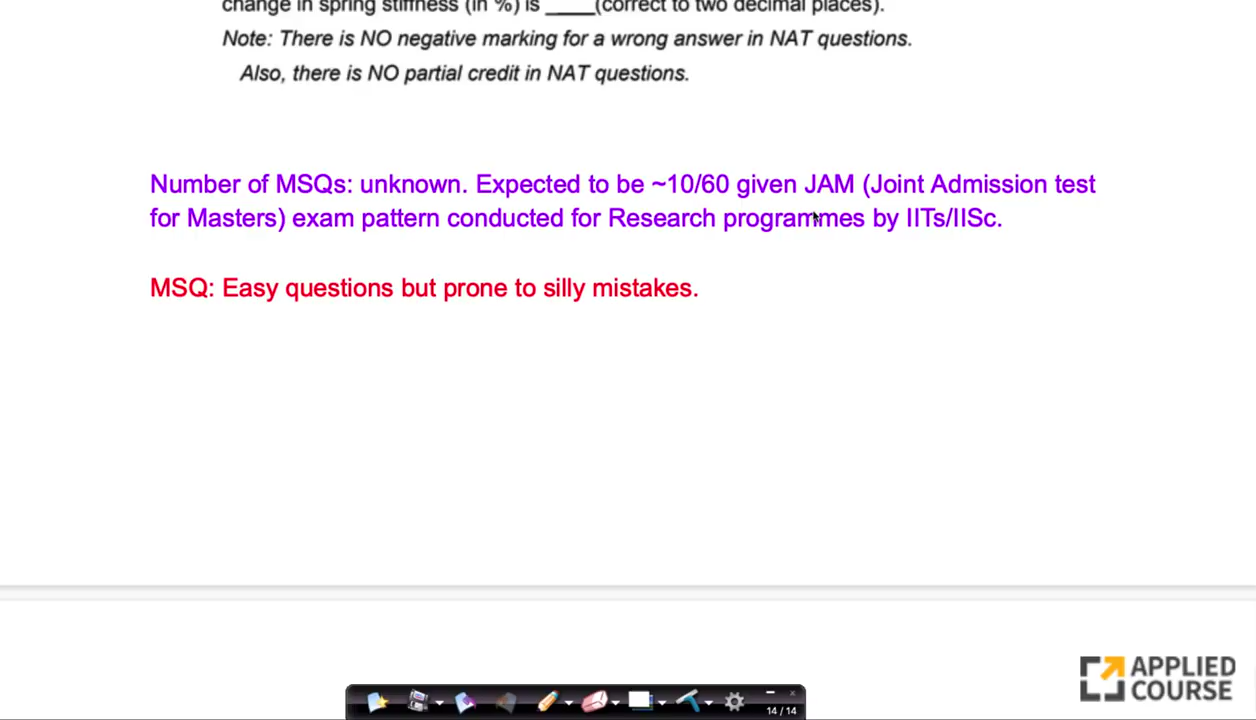 change in spring stiffness (in %) is ____(correct to two decimal places).
Note: There is NO negative marking for a wrong answer in NAT questions.
Also, there is NO partial credit in NAT questions.
Number of MSQs: unknown. Expected to be ~10/60 given JAM (Joint Admission test
for Masters) exam pattern conducted for Research programmes by IITs/IISc.
MSQ: Easy questions but prone to silly mistakes.
APPLIED
COURSE
14 / 14